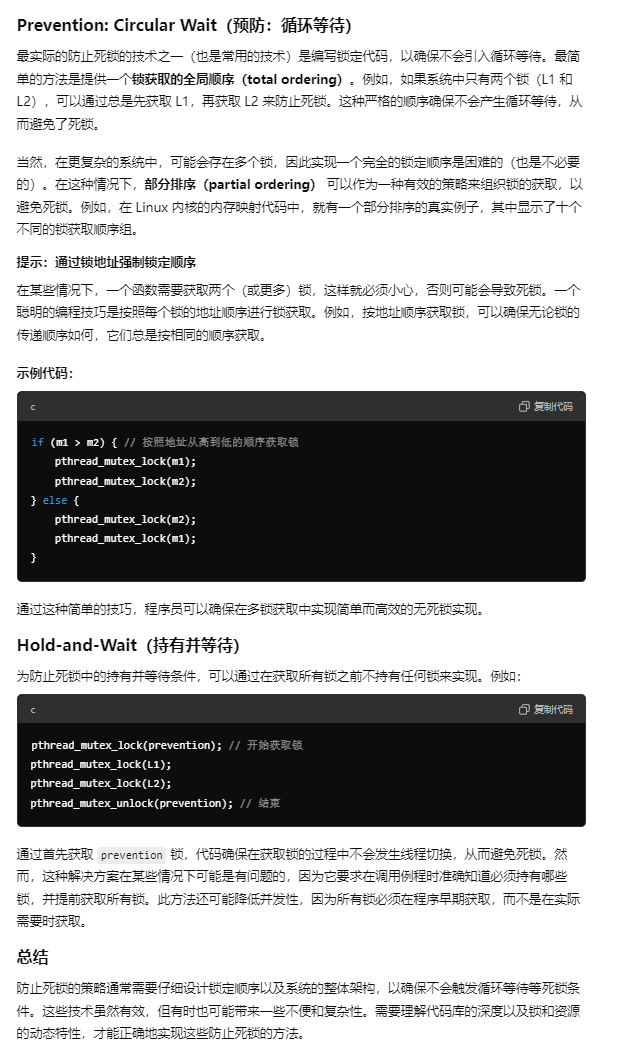 Prevention: Circular Wait（预防：循环等待）
最实际的防止死锁的技术之一（也是常用的技术）是编写锁定代码，以确保不会引入循环等待。最简
单的方法是提供一个锁获取的全局顺序（total ordering）。例如，如果系统中只有两个锁（L1 和
L2），可以通过总是先获取 L1，再获取 L2 来防止死锁。这种严格的顺序确保不会产生循环等待，从
而避免了死锁。
当然，在更复杂的系统中，可能会存在多个锁，因此实现一个完全的锁定顺序是困难的（也是不必要
的）。在这种情况下，部分排序（partial ordering） 可以作为一种有效的策略来组织锁的获取，以
避免死锁。例如，在 Linux 内核的内存映射代码中，就有一个部分排序的真实例子，其中显示了十个
不同的锁获取顺序组。
提示：通过锁地址强制锁定顺序
在某些情况下，一个函数需要获取两个（或更多）锁，这样就必须小心，否则可能会导致死锁。一个
聪明的编程技巧是按照每个锁的地址顺序进行锁获取。例如，按地址顺序获取锁，可以确保无论锁的
传递顺序如何，它们总是按相同的顺序获取。
示例代码：
c 复制代码
if (m1 > m2) { // 按照地址从高到低的顺序获取锁
    pthread_mutex_lock(m1);
    pthread_mutex_lock(m2);
} else {
    pthread_mutex_lock(m2);
    pthread_mutex_lock(m1);
}
通过这种简单的技巧，程序员可以确保在多锁获取中实现简单而高效的无死锁实现。
Hold-and-Wait（持有并等待）
为防止死锁中的持有并等待条件，可以通过在获取所有锁之前不持有任何锁来实现。例如：
c 复制代码
pthread_mutex_lock(prevention); // 开始获取锁
pthread_mutex_lock(L1);
pthread_mutex_lock(L2);
pthread_mutex_unlock(prevention); // 结束
通过首先获取 prevention 锁，代码确保在获取锁的过程中不会发生线程切换，从而避免死锁。然
而，这种解决方案在某些情况下可能是有问题的，因为它要求在调用例程时准确知道必须持有哪些
锁，并提前获取所有锁。此方法还可能降低并发性，因为所有锁必须在程序早期获取，而不是在实际
需要时获取。
总结
防止死锁的策略通常需要仔细设计锁定顺序以及系统的整体架构，以确保不会触发循环等待等死锁条
件。这些技术虽然有效，但有时也可能带来一些不便和复杂性。需要理解代码库的深度以及锁和资源
的动态特性，才能正确地实现这些防止死锁的方法。